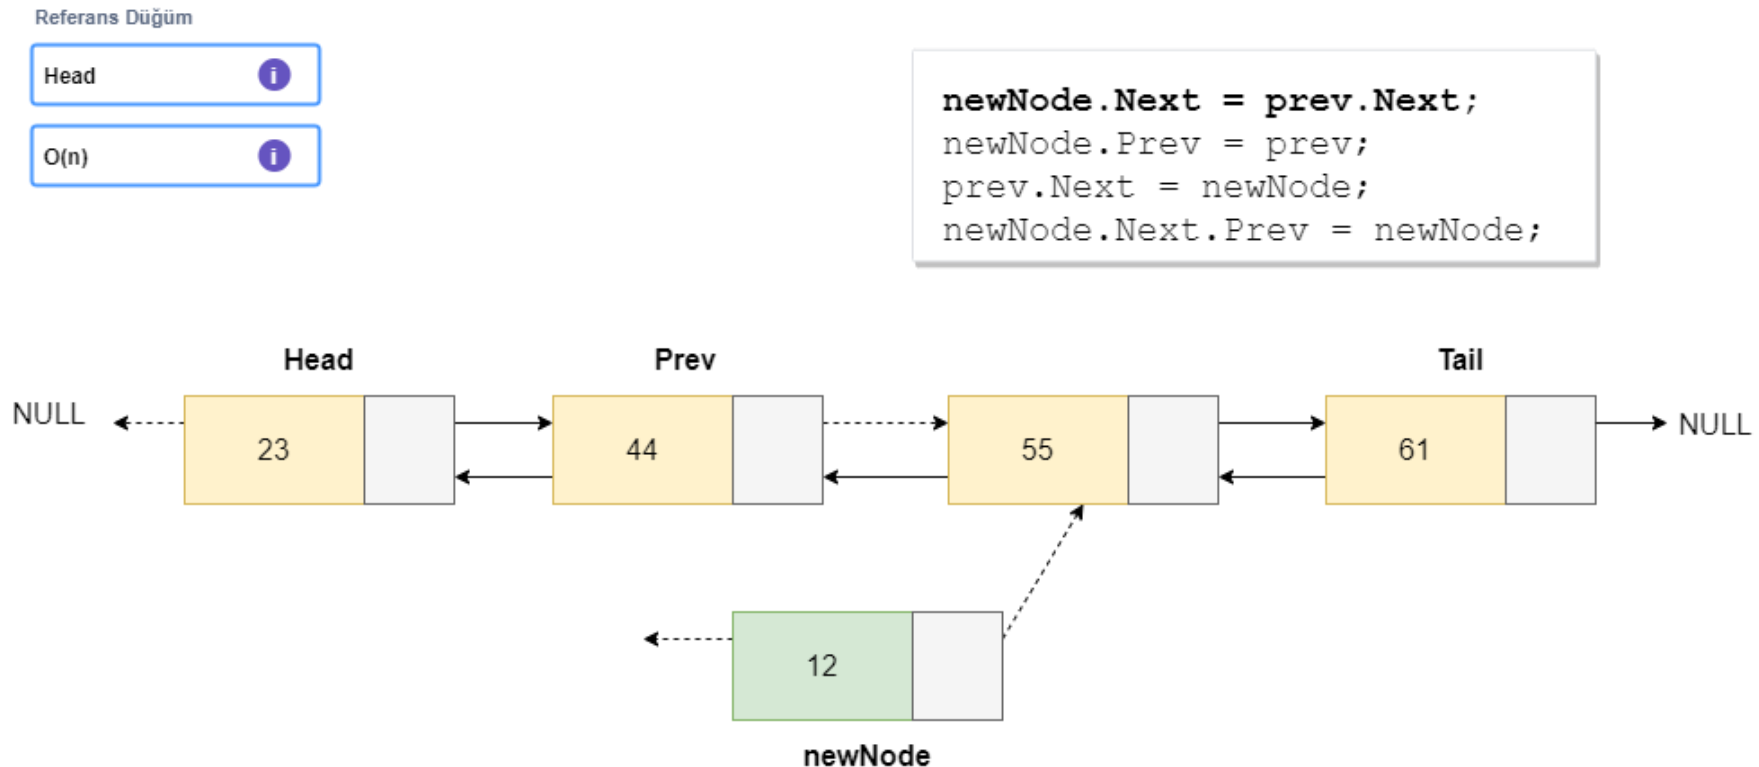 Referans Düğüm
Head
i
O(n)
i
newNode.Next = prev.Next;
newNode.Prev = prev;
prev.Next = newNode;
newNode.Next.Prev = newNode;
Head
Prev
Tail
NULL
23
44
55
61
NULL
12
newNode